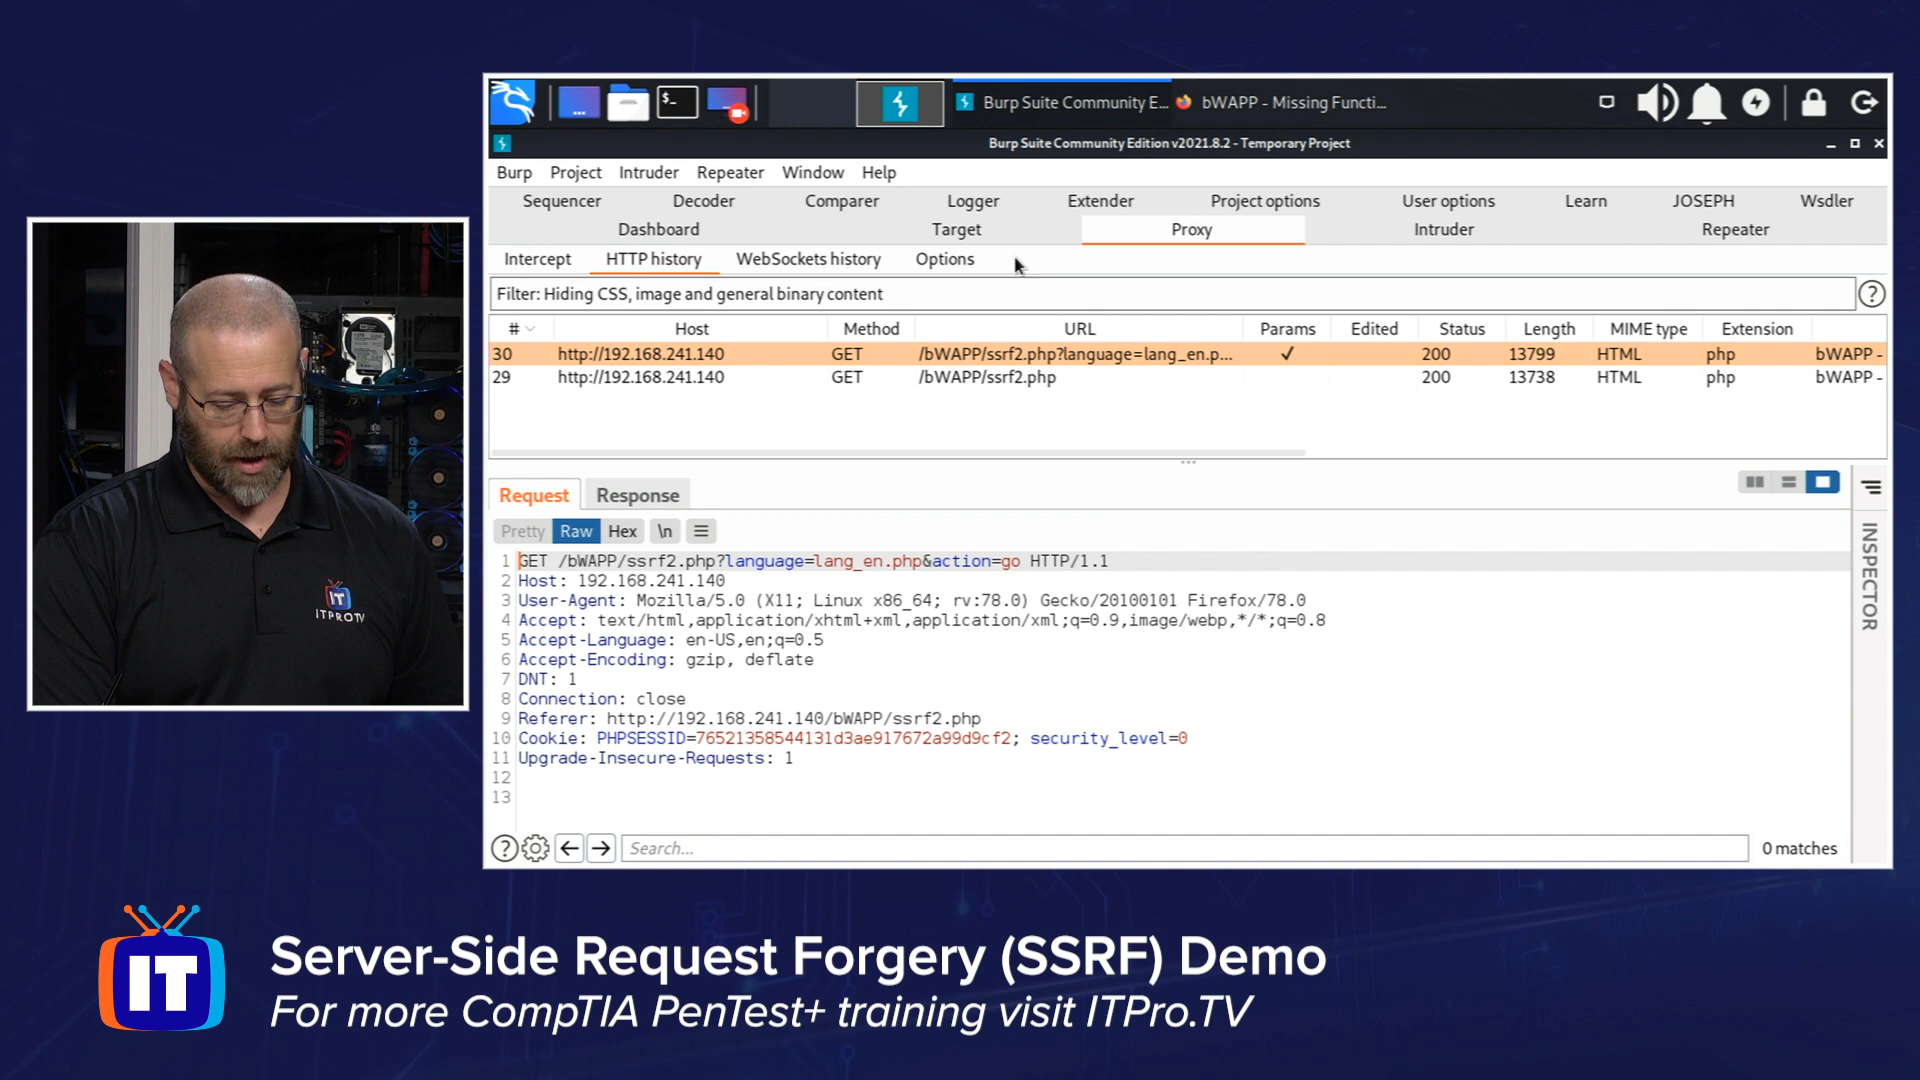 $_
Burp Suite Community E...
bWAPP - Missing Functi...
Burp Suite Community Edition v2021.8.2 - Temporary Project
Burp Project Intruder Repeater Window Help
Sequencer Decoder Comparer Logger Extender Project options User options Learn JOSEPH Wsdler
Dashboard Target Proxy Intruder Repeater
Intercept HTTP history WebSockets history Options
Filter: Hiding CSS, image and general binary content
?
# Host Method URL Params Edited Status Length MIME type Extension
30 http://192.168.241.140 GET /bWAPP/ssrf2.php?language=lang_en.p... ✓ 200 13799 HTML php bWAPP -
29 http://192.168.241.140 GET /bWAPP/ssrf2.php 200 13738 HTML php bWAPP -
Request Response
Pretty Raw Hex \n
1 GET /bWAPP/ssrf2.php?language=lang_en.php&action=go HTTP/1.1
2 Host: 192.168.241.140
3 User-Agent: Mozilla/5.0 (X11; Linux x86_64; rv:78.0) Gecko/20100101 Firefox/78.0
4 Accept: text/html,application/xhtml+xml,application/xml;q=0.9,image/webp,*/*;q=0.8
5 Accept-Language: en-US,en;q=0.5
6 Accept-Encoding: gzip, deflate
7 DNT: 1
8 Connection: close
9 Referer: http://192.168.241.140/bWAPP/ssrf2.php
10 Cookie: PHPSESSID=76521358544131d3ae917672a99d9cf2; security_level=0
11 Upgrade-Insecure-Requests: 1
12
13
INSPECTOR
? Search... 0 matches
IT
ITPROTV
IT
Server-Side Request Forgery (SSRF) Demo
For more CompTIA PenTest+ training visit ITPro.TV